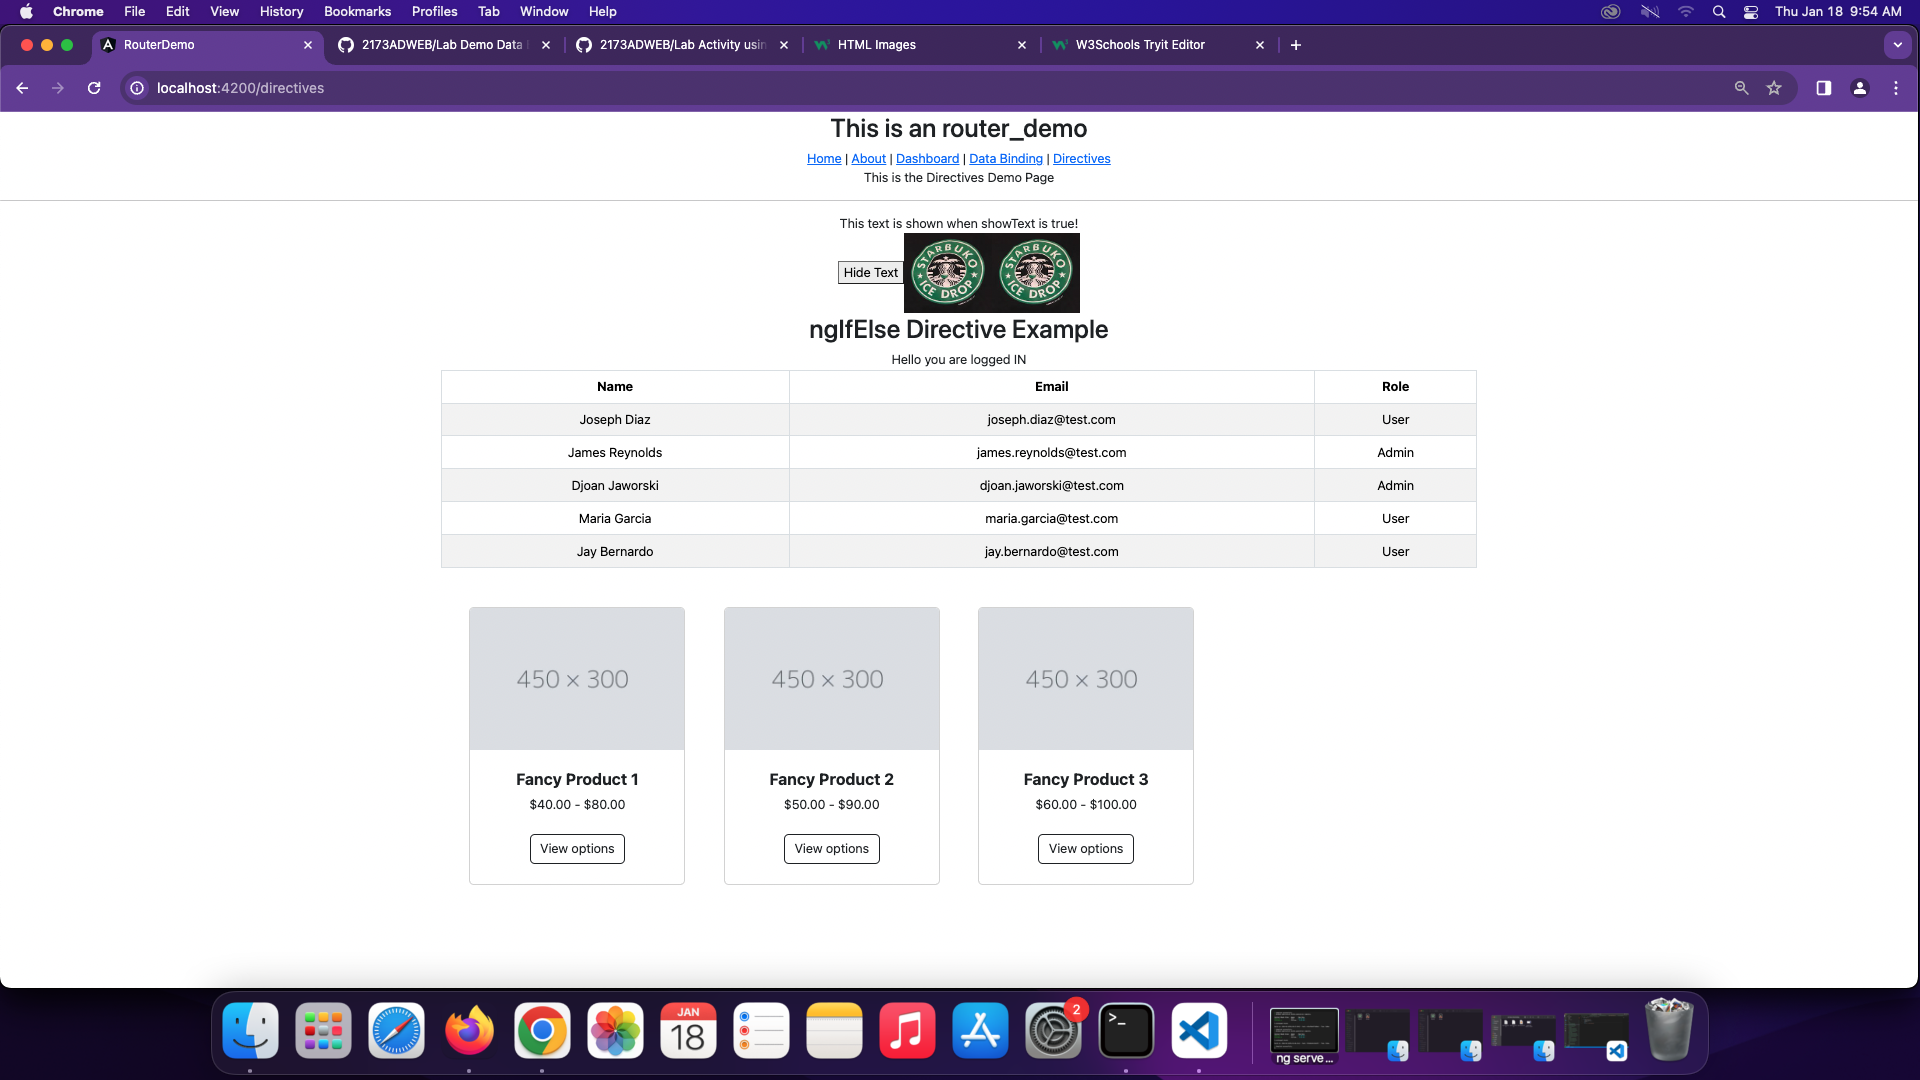 Chrome File Edit View History Bookmarks Profiles Tab Window Help Thu Jan 18 9:54 AM
RouterDemo 2173ADWEB/Lab Demo Data 2173ADWEB/Lab Activity usin HTML Images W3Schools Tryit Editor
localhost:4200/directives
This is an router_demo
Home | About | Dashboard | Data Binding | Directives
This is the Directives Demo Page
This text is shown when showText is true!
Hide Text
STARBUKO ICE DROP STARBUKO ICE DROP
ngIfElse Directive Example
Hello you are logged IN
Name Email Role
Joseph Diaz joseph.diaz@test.com User
James Reynolds james.reynolds@test.com Admin
Djoan Jaworski djoan.jaworski@test.com Admin
Maria Garcia maria.garcia@test.com User
Jay Bernardo jay.bernardo@test.com User
450 × 300 450 × 300 450 × 300
Fancy Product 1 Fancy Product 2 Fancy Product 3
$40.00 - $80.00 $50.00 - $90.00 $60.00 - $100.00
View options View options View options
JAN
18
2
>_
ng serve...